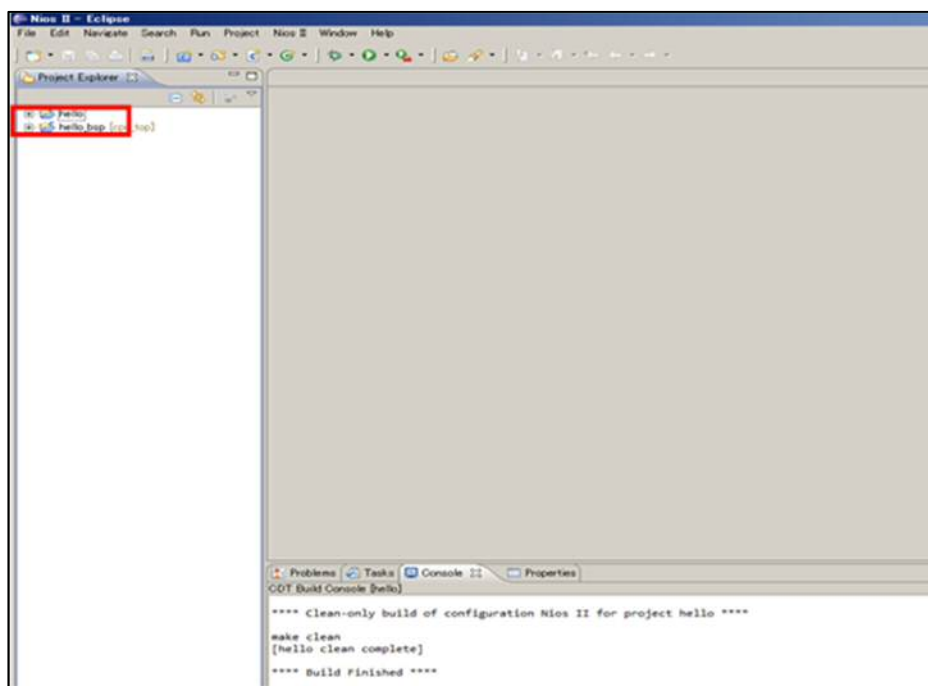 Nios II - Eclipse
File Edit Navigate Search Run Project Nios II Window Help
Project Explorer
hello
hello_bsp [cpu_top]
Problems Tasks Console Properties
CDT Build Console [hello]
**** Clean-only build of configuration Nios II for project hello ****
make clean
[hello clean complete]
**** Build Finished ****